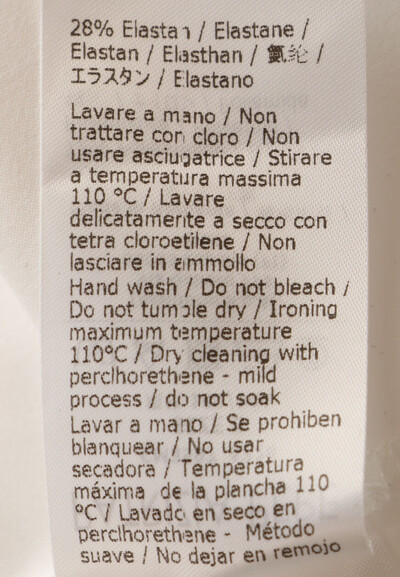 28% Elastan / Elastane /
Elastan / Elasthan / 氨纶 /
エラスタン / Elastano
Lavare a mano / Non
trattare con cloro / Non
usare asciugatrice / Stirare
a temperatura massima
110 °C / Lavare
delicatamente a secco con
tetra cloroetilene / Non
lasciare in ammollo
Hand wash / Do not bleach /
Do not tumble dry / Ironing
maximum temperature
110°C / Dry cleaning with
perclhorethene - mild
process / do not soak
Lavar a mano / Se prohiben
blanquear / No usar
secadora / Temperatura
máxima de la plancha 110
°C / Lavado en seco en
perclhorethene - Método
suave / No dejar en remojo